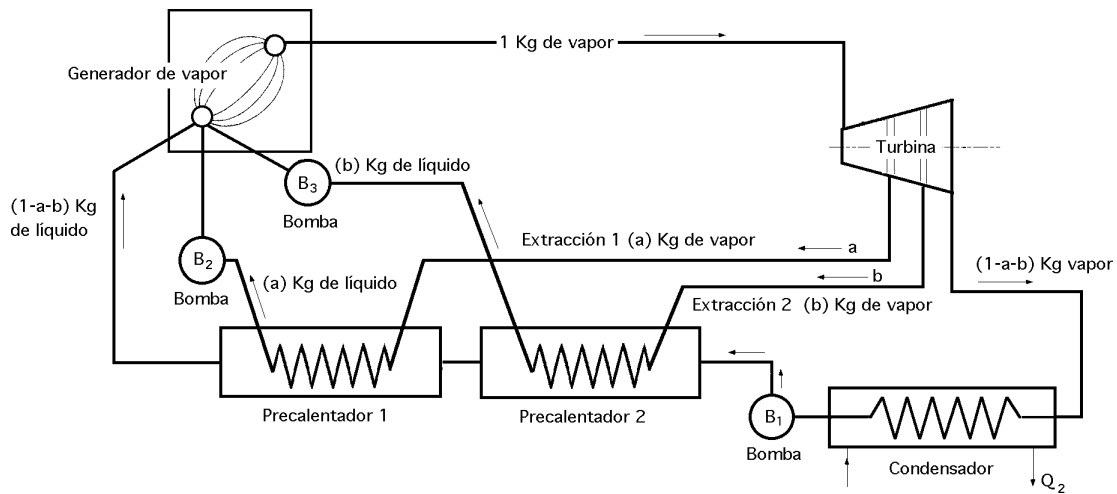 1 Kg de vapor
Generador de vapor
Turbina
(b) Kg de líquido
B3
Bomba
(1-a-b) Kg
de líquido
Extracción 1 (a) Kg de vapor
a
B2
Bomba
(a) Kg de líquido
b
(1-a-b) Kg vapor
Extracción 2 (b) Kg de vapor
Precalentador 1
Precalentador 2
B1
Bomba
Condensador
Q2